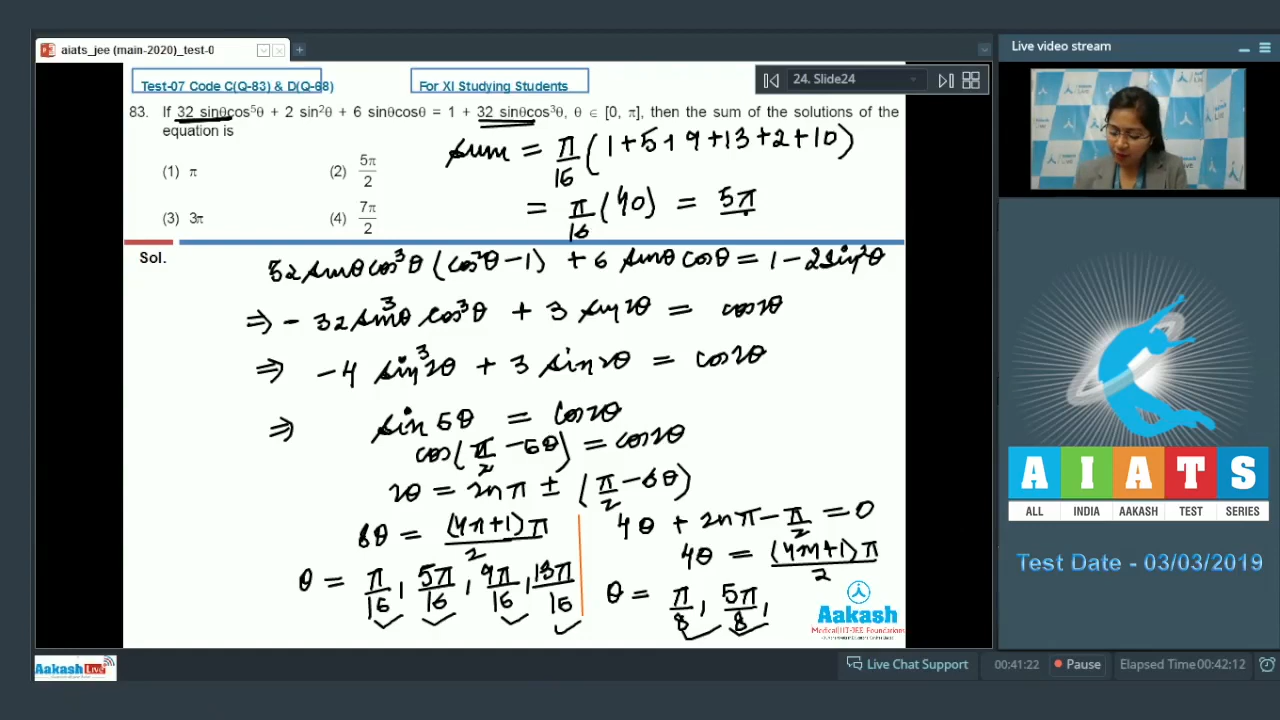 aiats_jee (main-2020)_test-0
Live video stream
Test-07 Code C(Q-83) & D(Q-68)
For XI Studying Students
24. Slide24
83. If 32 sinθcos⁵θ + 2 sin²θ + 6 sinθcosθ = 1 + 32 sinθcos³θ, θ ∈ [0, π], then the sum of the solutions of the
equation is
(1) π
(2) 5π/2
(3) 3π
(4) 7π/2
sum = π/16 (1+5+9+13+2+10)
= π/16 (40) = 5π/
Sol.
32 sinθ cos³θ (cos²θ − 1) + 6 sinθ cosθ = 1 − 2 sin²θ
⇒ − 32 sin³θ cos³θ + 3 sin2θ = cos2θ
⇒ −4 sin³2θ + 3 sin2θ = cos2θ
⇒ sin6θ = cos2θ
cos(π/2 − 6θ) = cos2θ
2θ = 2nπ ± (π/2 − 6θ)
8θ = (4n+1)π/2
θ = π/16, 5π/16, 9π/16, 13π/16
4θ + 2nπ − π/2 = 0
4θ = (4m+1)π/2
θ = π/8, 5π/8,
A I A T S
ALL INDIA AAKASH TEST SERIES
Test Date - 03/03/2019
Aakash
Medical|IIT-JEE|Foundations
Aakash Live
Live Chat Support
00:41:22
Pause
Elapsed Time 00:42:12